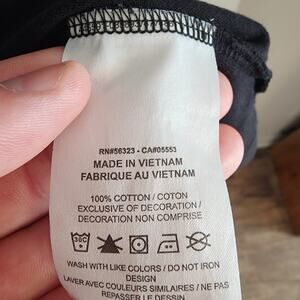 RN#56323 - CA#05553
MADE IN VIETNAM
FABRIQUE AU VIETNAM
100% COTTON / COTON
EXCLUSIVE OF DECORATION /
DECORATION NON COMPRISE
30C
WASH WITH LIKE COLORS / DO NOT IRON
DESIGN
LAVER AVEC COULEURS SIMILAIRES / NE PAS
REPASSER LE DESSIN